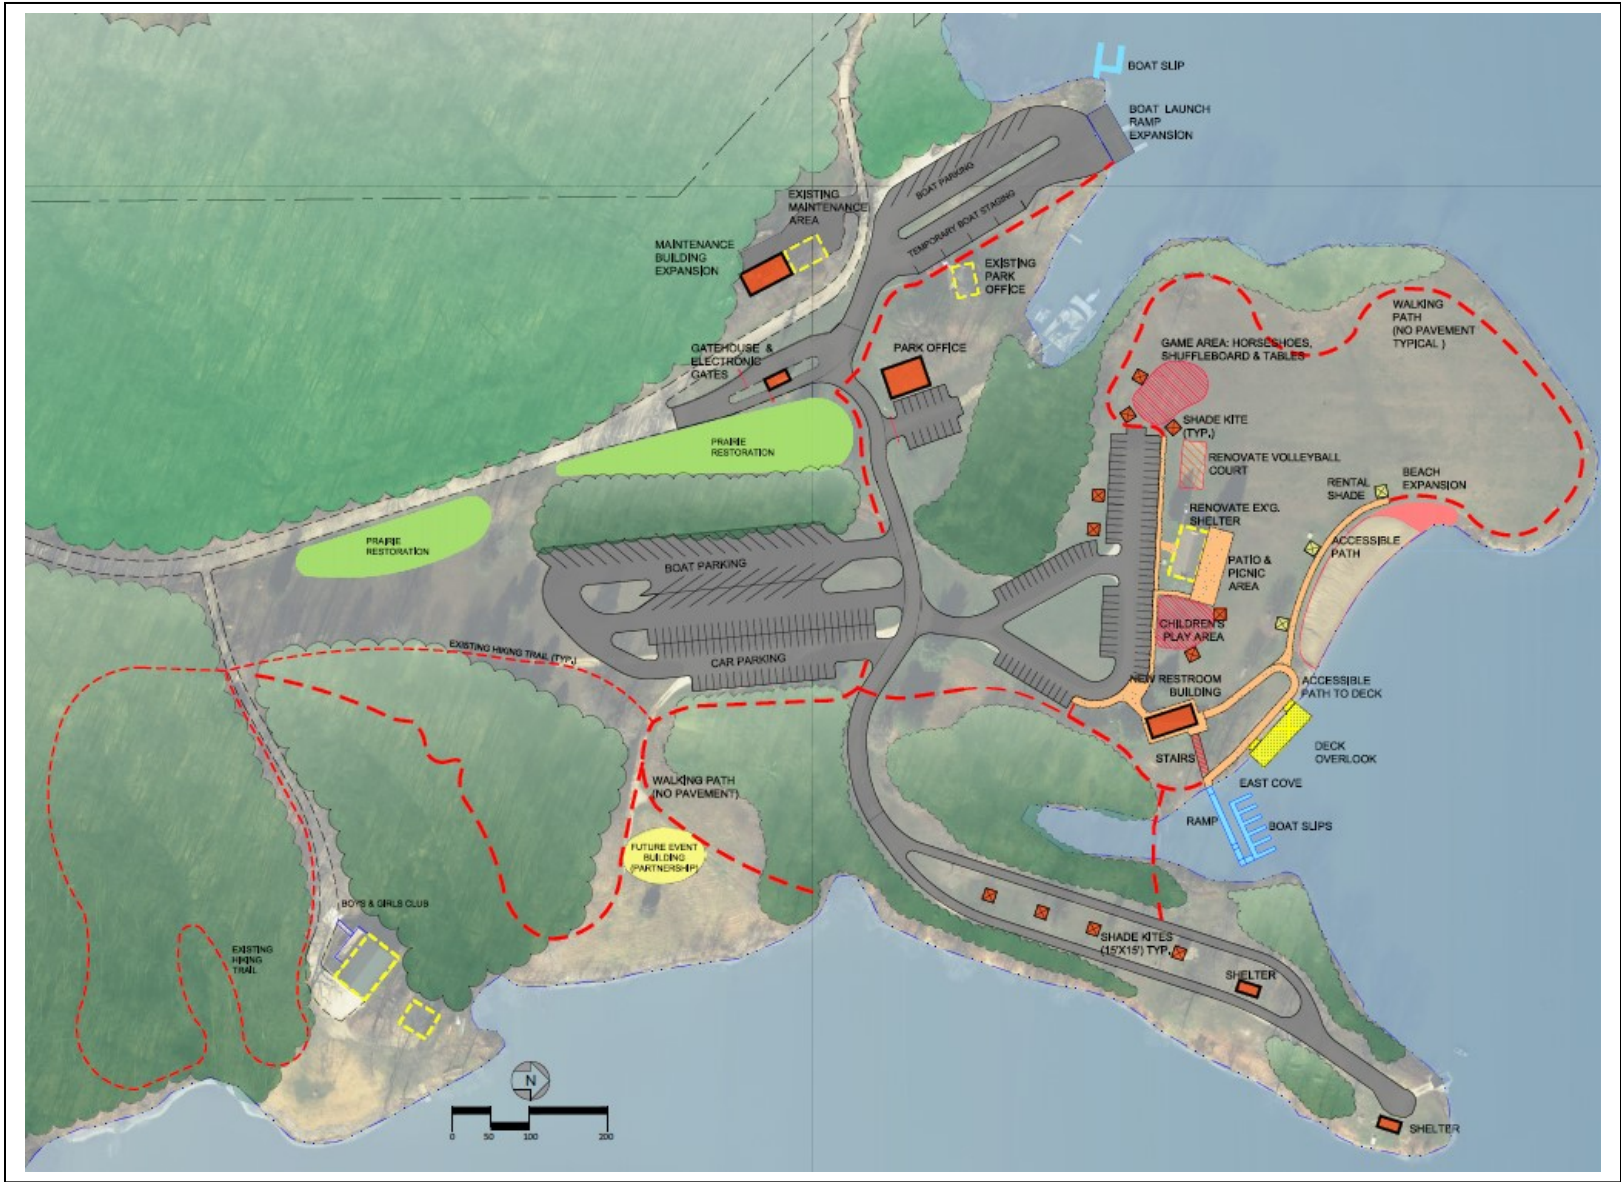 BOAT SLIP
BOAT LAUNCH
RAMP
EXPANSION
BOAT PARKING
TEMPORARY BOAT STAGING
EXISTING
MAINTENANCE
AREA
MAINTENANCE
BUILDING
EXPANSION
EXISTING
PARK
OFFICE
WALKING
PATH
(NO PAVEMENT
TYPICAL )
GATEHOUSE &
ELECTRONIC
GATES
PARK OFFICE
GAME AREA: HORSESHOES,
SHUFFLEBOARD & TABLES
SHADE KITE
(TYP.)
PRAIRIE
RESTORATION
RENOVATE VOLLEYBALL
COURT
RENTAL
SHADE
BEACH
EXPANSION
RENOVATE EX'G.
SHELTER
PRAIRIE
RESTORATION
ACCESSIBLE
PATH
BOAT PARKING
PATIO &
PICNIC
AREA
CHILDREN'S
PLAY AREA
EXISTING HIKING TRAIL (TYP.)
CAR PARKING
NEW RESTROOM
BUILDING
ACCESSIBLE
PATH TO DECK
DECK
OVERLOOK
STAIRS
EAST COVE
WALKING PATH
(NO PAVEMENT)
RAMP
BOAT SLIPS
FUTURE EVENT
BUILDING
(PARTNERSHIP)
BOYS & GIRLS CLUB
EXISTING
HIKING
TRAIL
SHADE KITES
(15'X15') TYP.
SHELTER
N
0 50 100 200
SHELTER